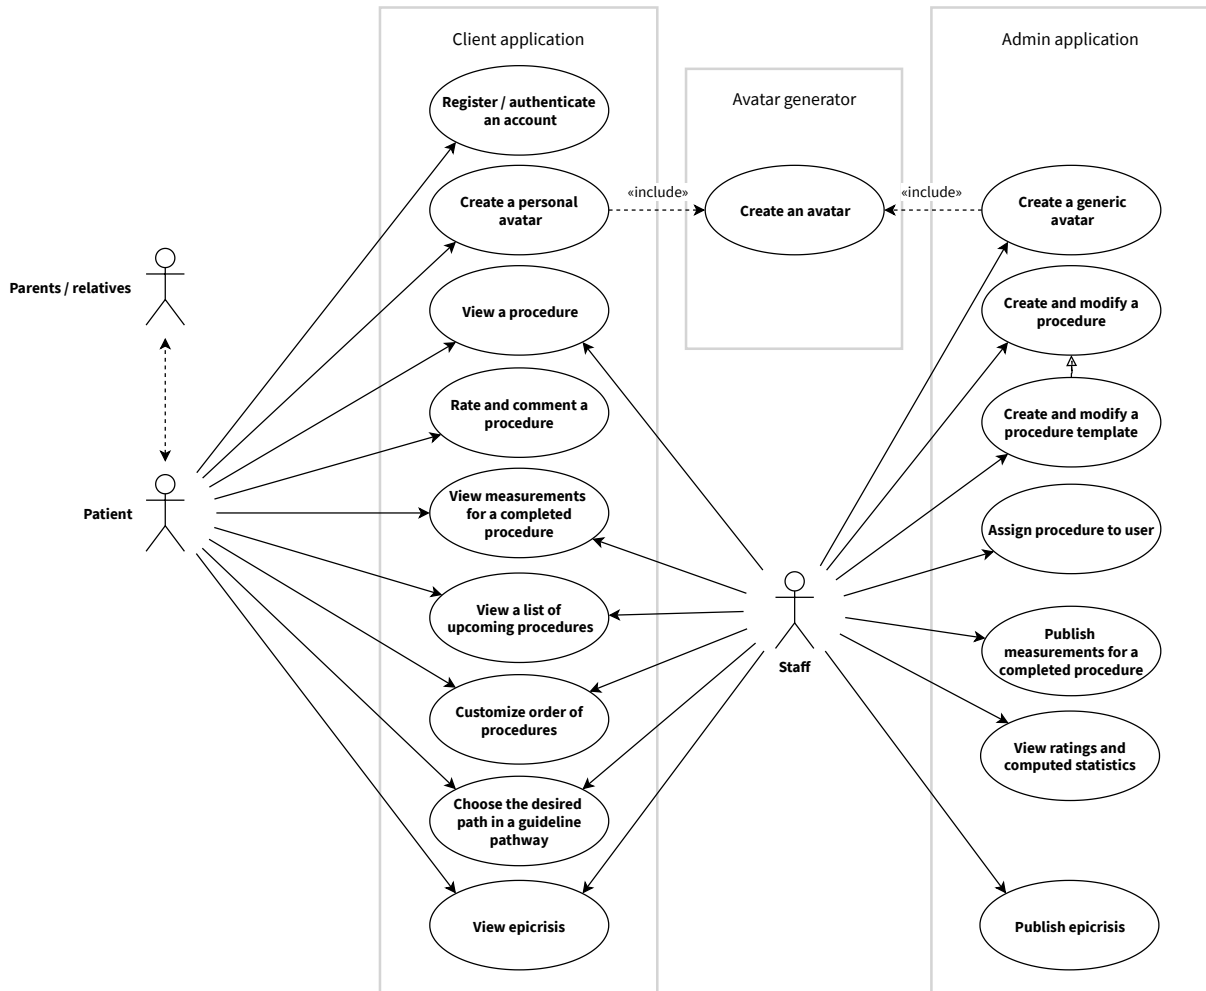 Client application
Admin application
Avatar generator
Register / authenticate
an account
Create a personal
avatar
«include»
Create an avatar
«include»
Create a generic
avatar
Parents / relatives
View a procedure
Create and modify a
procedure
Rate and comment a
procedure
Create and modify a
procedure template
Patient
View measurements
for a completed
procedure
Assign procedure to user
View a list of
upcoming procedures
Staff
Publish
measurements for a
completed procedure
Customize order of
procedures
View ratings and
computed statistics
Choose the desired
path in a guideline
pathway
View epicrisis
Publish epicrisis